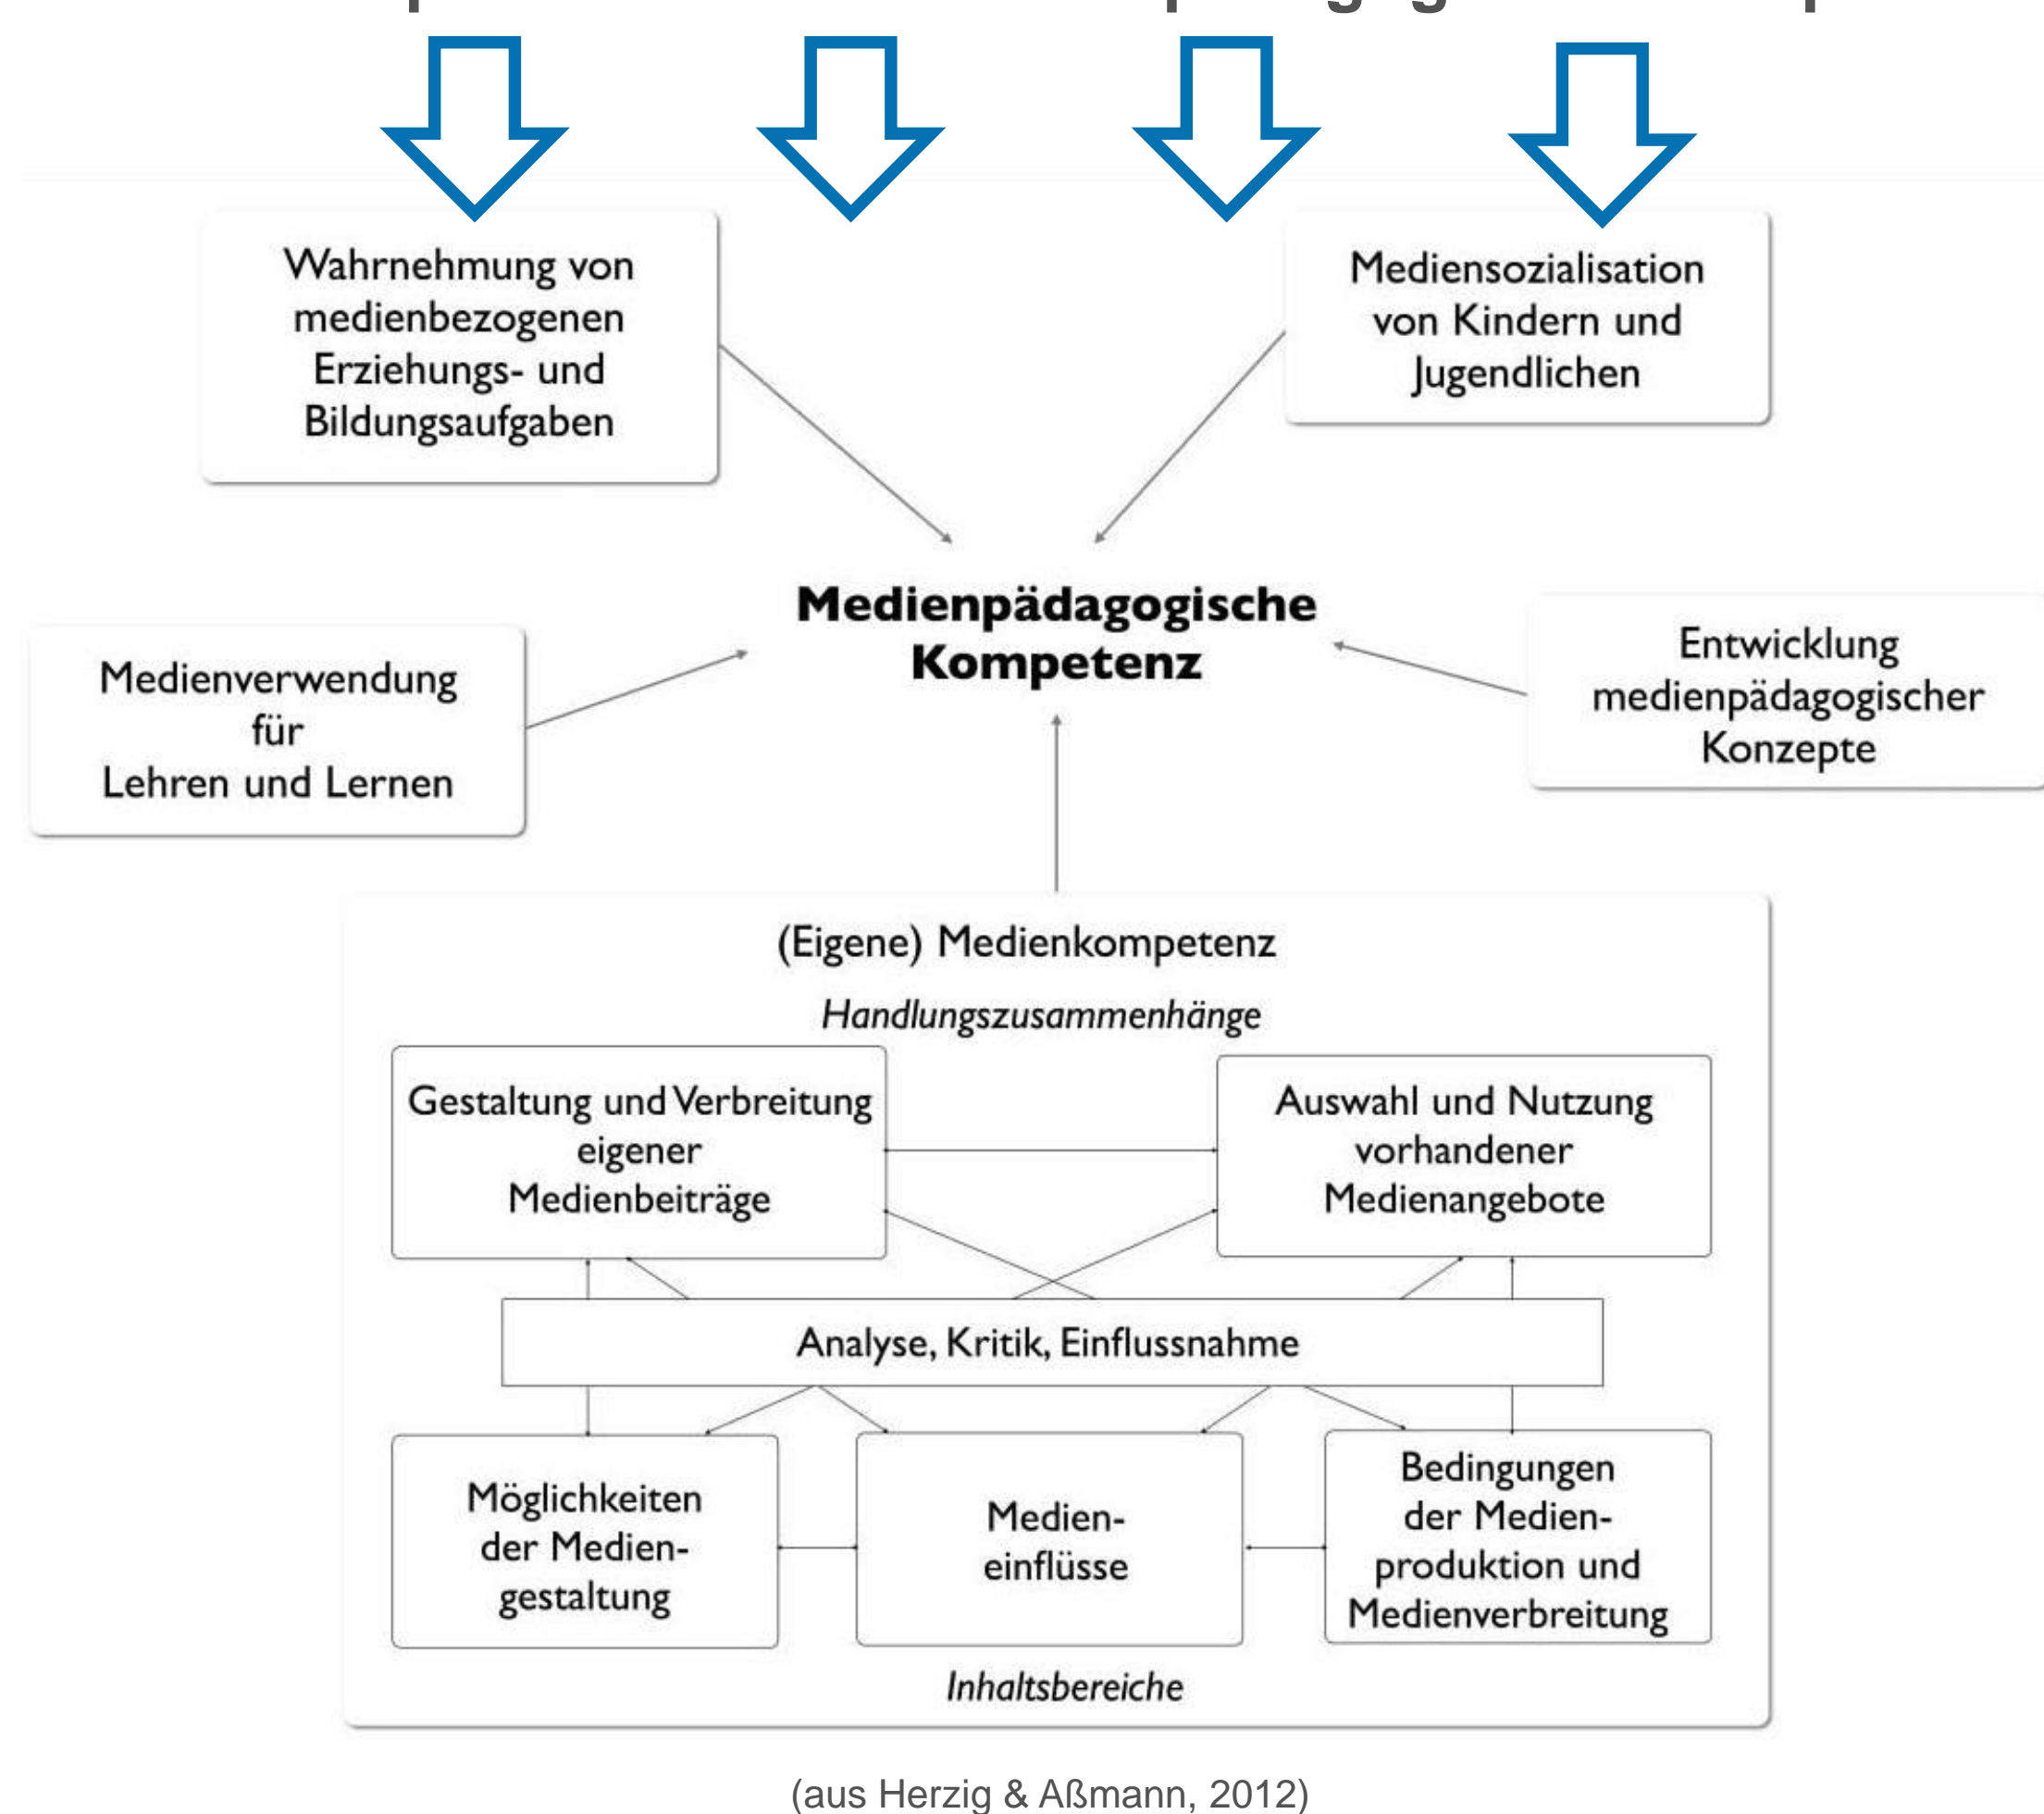 Wahrnehmung von
medienbezogenen
Erziehungs- und
Bildungsaufgaben
Mediensozialisation
von Kindern und
Jugendlichen
Medienpädagogische
Kompetenz
Medienverwendung
für
Lehren und Lernen
Entwicklung
medienpädagogischer
Konzepte
(Eigene) Medienkompetenz
Handlungszusammenhänge
Gestaltung und Verbreitung
eigener
Medienbeiträge
Auswahl und Nutzung
vorhandener
Medienangebote
Analyse, Kritik, Einflussnahme
Möglichkeiten
der Medien-
gestaltung
Medien-
einflüsse
Bedingungen
der Medien-
produktion und
Medienverbreitung
Inhaltsbereiche
(aus Herzig & Aßmann, 2012)